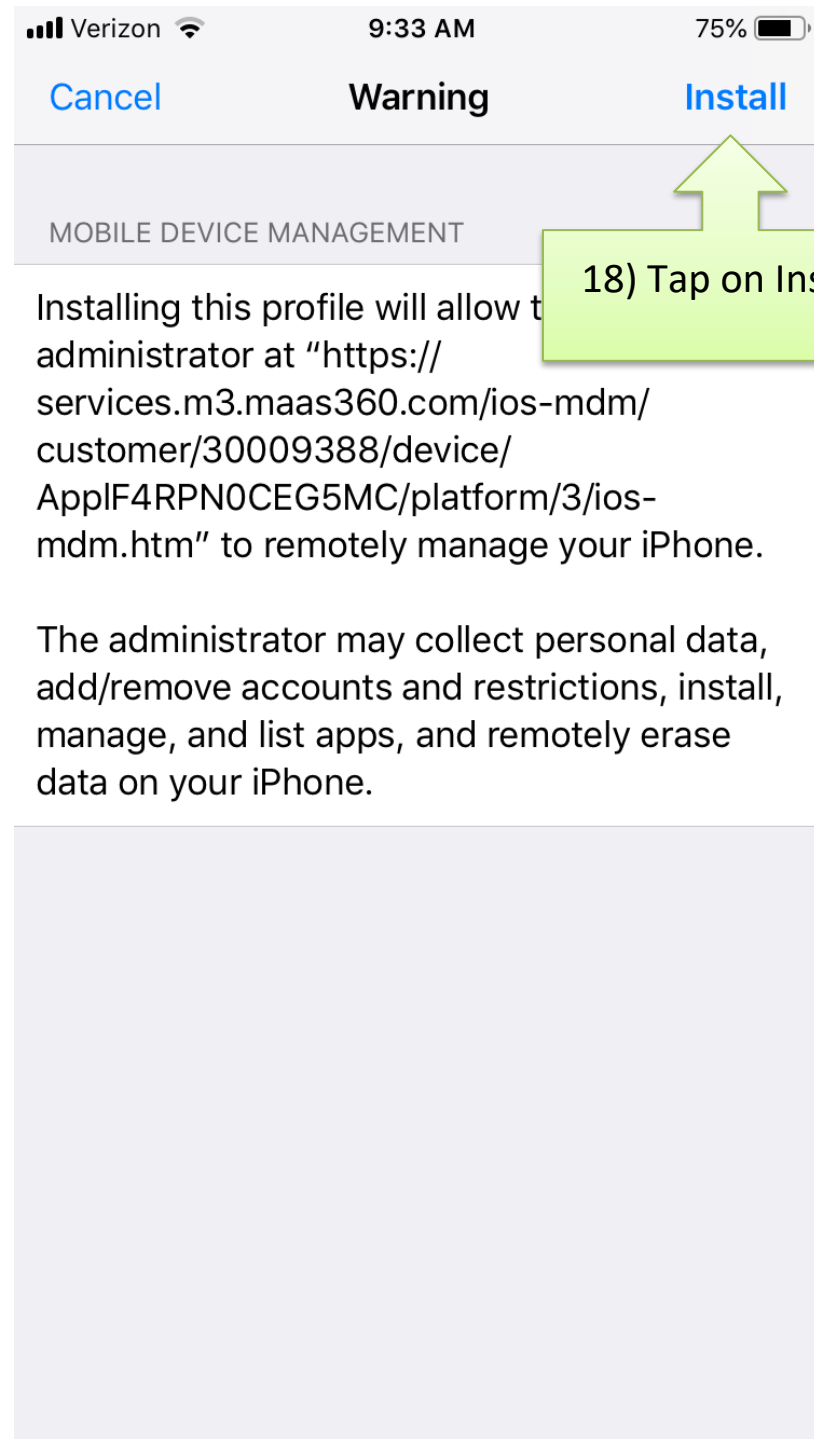 Verizon 9:33 AM 75%
Cancel Warning Install
MOBILE DEVICE MANAGEMENT
18) Tap on Ins
Installing this profile will allow t
administrator at “https://
services.m3.maas360.com/ios-mdm/
customer/30009388/device/
ApplF4RPN0CEG5MC/platform/3/ios-
mdm.htm” to remotely manage your iPhone.
The administrator may collect personal data,
add/remove accounts and restrictions, install,
manage, and list apps, and remotely erase
data on your iPhone.